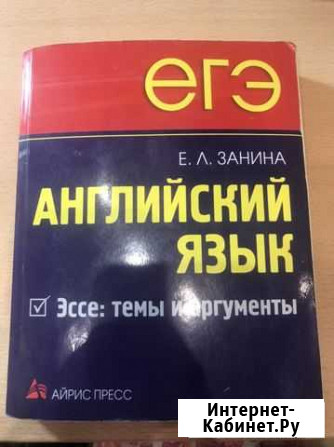 егэ
Е. Л. ЗАНИНА
АНГЛИЙСКИЙ
ЯЗЫК
Эссе: темы и аргументы
АЙРИС ПРЕСС
Интернет-
Кабинет.Ру